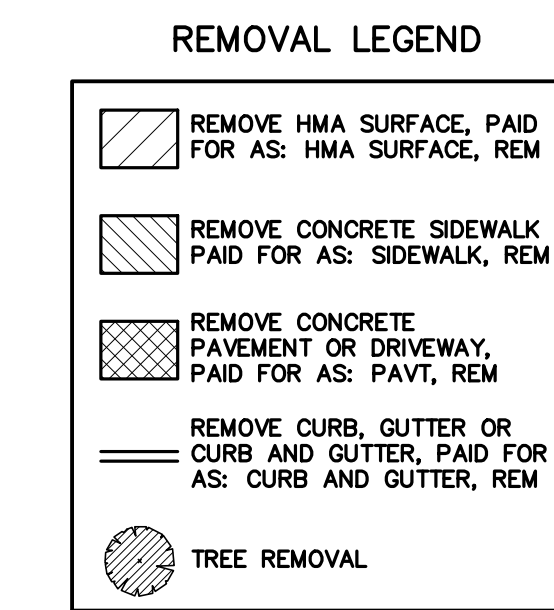 REMOVAL LEGEND
REMOVE HMA SURFACE, PAID
FOR AS: HMA SURFACE, REM
REMOVE CONCRETE SIDEWALK
PAID FOR AS: SIDEWALK, REM
REMOVE CONCRETE
PAVEMENT OR DRIVEWAY,
PAID FOR AS: PAVT, REM
REMOVE CURB, GUTTER OR
CURB AND GUTTER, PAID FOR
AS: CURB AND GUTTER, REM
TREE REMOVAL